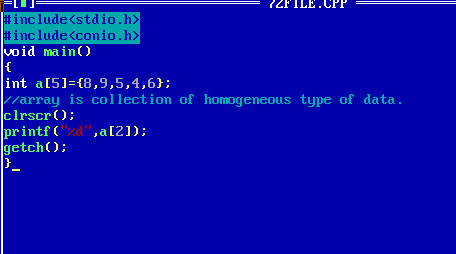 72FILE.CPP
#include<stdio.h>
#include<conio.h>
void main()
{
int a[5]={8,9,5,4,6};
//array is collection of homogeneous type of data.
clrscr();
printf("%d",a[2]);
getch();
}